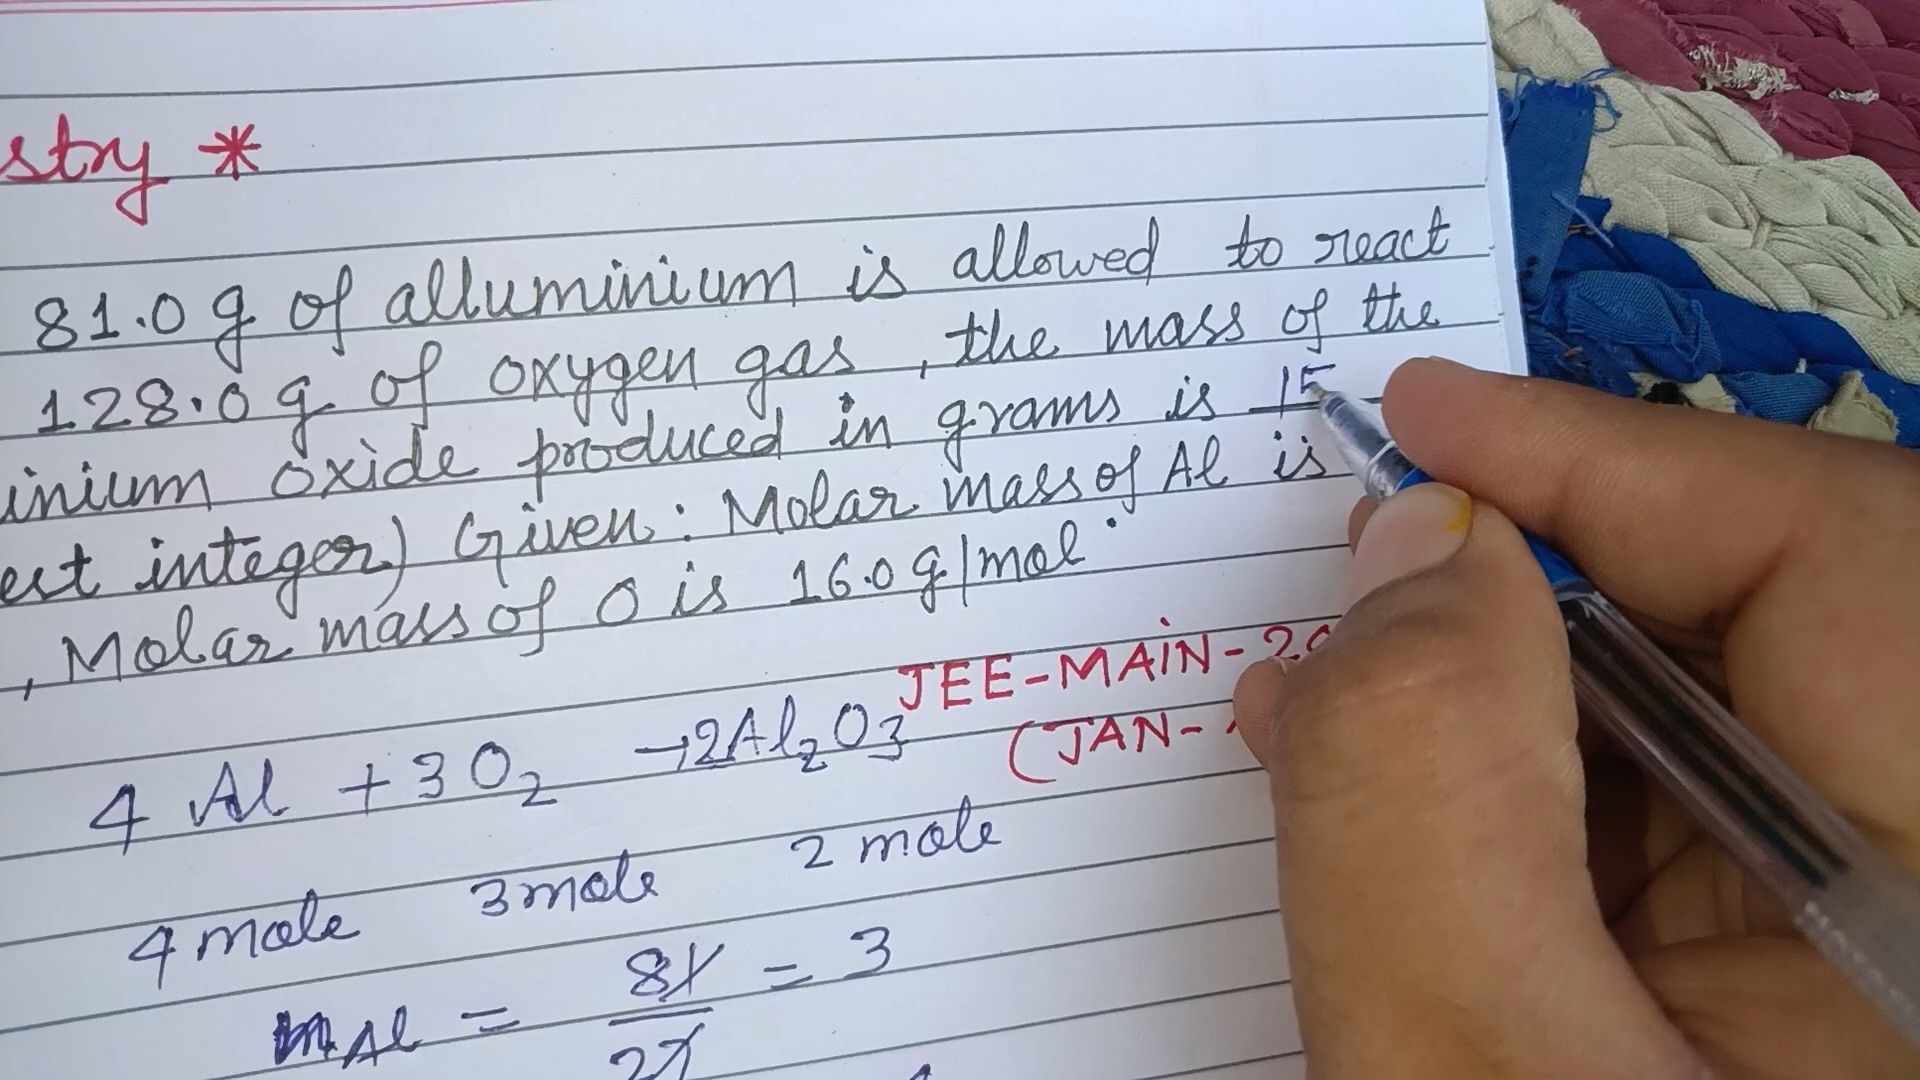 stry *
81.0 g of alluminium is allowed to react
128.0 g of oxygen gas , the mass of the
inium oxide produced in grams is 15
est integer) Given : Molar mass of Al is
, Molar mass of O is 16.0 g/mol .
JEE-MAIN-20
(JAN-
4 Al + 3 O₂ → 2Al₂O₃
4 mole 3 mole 2 mole
nAl = 81/27 = 3